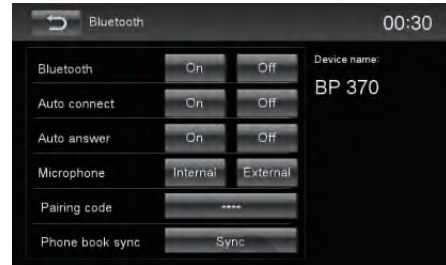 Bluetooth 00:30
Bluetooth On Off
Auto connect On Off
Auto answer On Off
Microphone Internal External
Pairing code ****
Phone book sync Sync
Device name:
BP 370